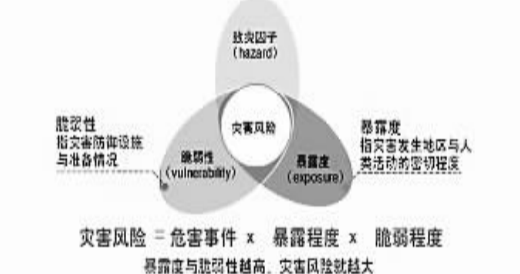 致灾因子
(hazard)
灾害风险
脆弱性
指灾害防御设施
与准备情况
脆弱性
(vulnerability)
暴露度
(exposure)
暴露度
指灾害发生地区与人
类活动的密切程度
灾害风险 = 危害事件 x 暴露程度 x 脆弱程度
暴露度与脆弱性越高、灾害风险就越大